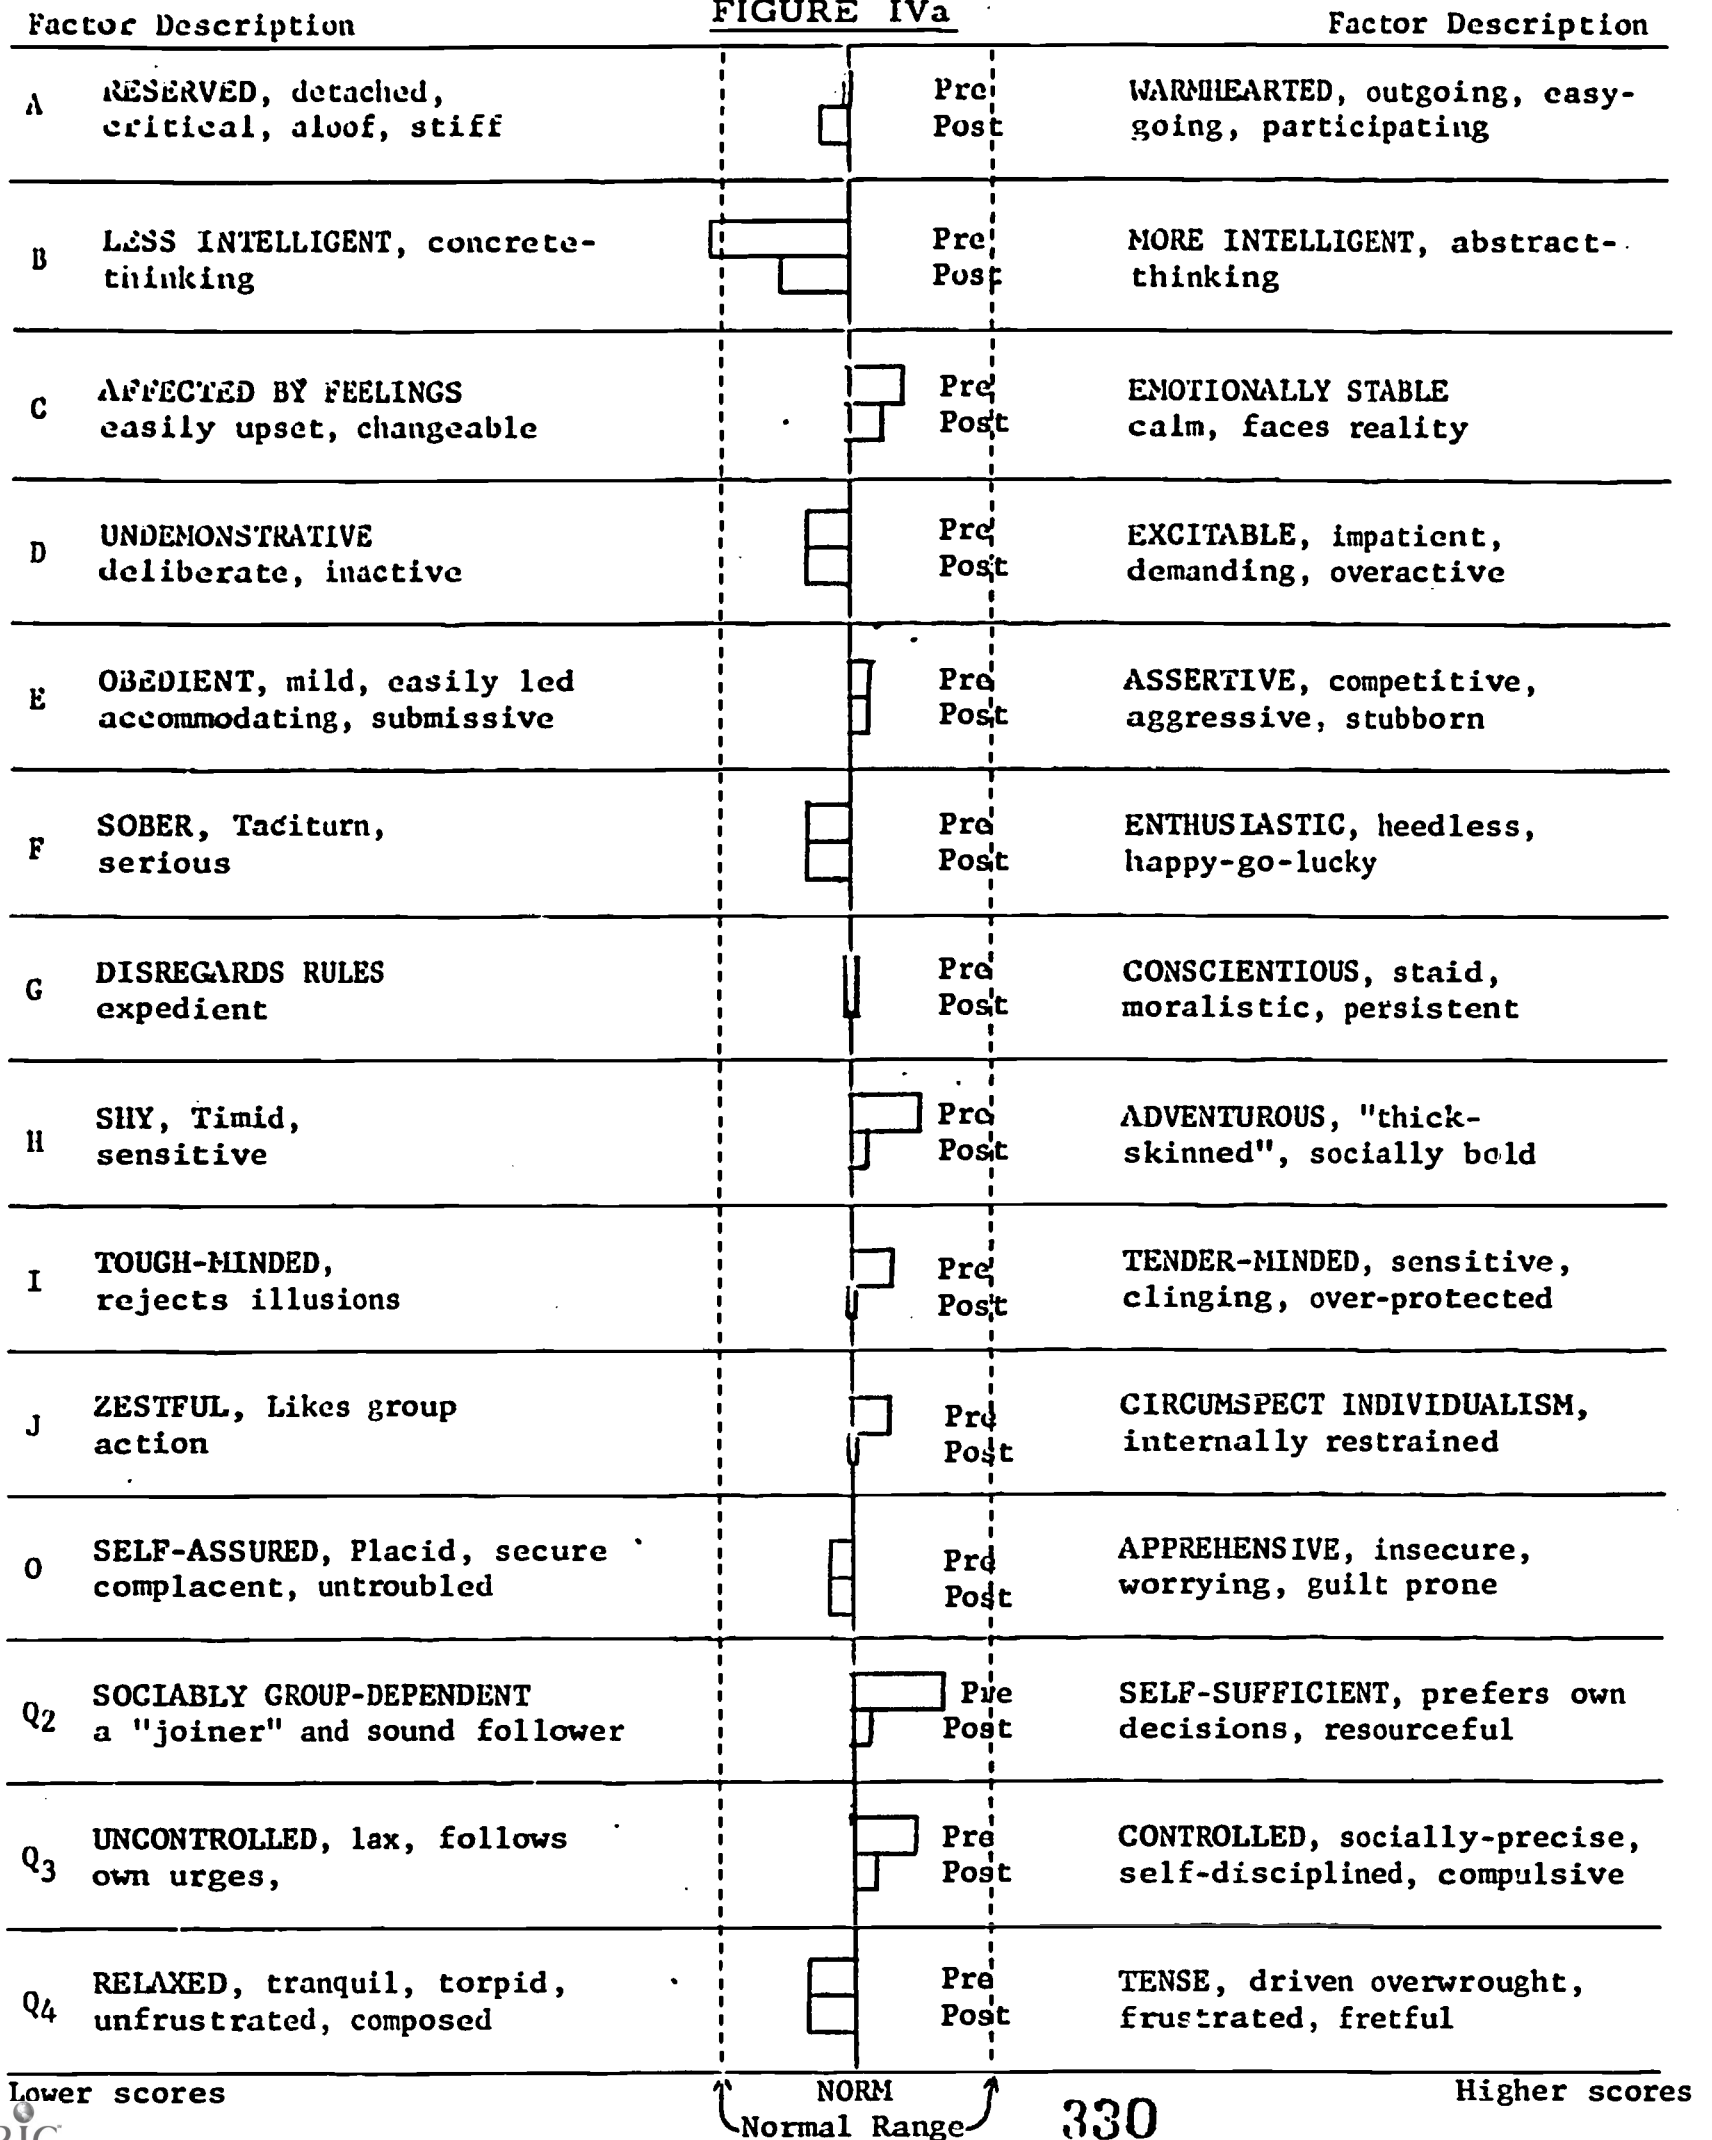 FIGURE IVa
Factor Description Factor Description
A RESERVED, detached, Pre WARMHEARTED, outgoing, easy-
critical, aloof, stiff Post going, participating
B LESS INTELLIGENT, concrete- Pre MORE INTELLIGENT, abstract-
thinking Post thinking
C AFFECTED BY FEELINGS Pre EMOTIONALLY STABLE
easily upset, changeable Post calm, faces reality
D UNDEMONSTRATIVE Pre EXCITABLE, impatient,
deliberate, inactive Post demanding, overactive
E OBEDIENT, mild, easily led Pre ASSERTIVE, competitive,
accommodating, submissive Post aggressive, stubborn
F SOBER, Taciturn, Pre ENTHUSIASTIC, heedless,
serious Post happy-go-lucky
G DISREGARDS RULES Pre CONSCIENTIOUS, staid,
expedient Post moralistic, persistent
H SHY, Timid, Pre ADVENTUROUS, "thick-
sensitive Post skinned", socially bold
I TOUGH-MINDED, Pre TENDER-MINDED, sensitive,
rejects illusions Post clinging, over-protected
J ZESTFUL, Likes group Pre CIRCUMSPECT INDIVIDUALISM,
action Post internally restrained
O SELF-ASSURED, Placid, secure Pre APPREHENSIVE, insecure,
complacent, untroubled Post worrying, guilt prone
Q2 SOCIABLY GROUP-DEPENDENT Pre SELF-SUFFICIENT, prefers own
a "joiner" and sound follower Post decisions, resourceful
Q3 UNCONTROLLED, lax, follows Pre CONTROLLED, socially-precise,
own urges, Post self-disciplined, compulsive
Q4 RELAXED, tranquil, torpid, Pre TENSE, driven overwrought,
unfrustrated, composed Post frustrated, fretful
Lower scores NORM Higher scores
Normal Range 330